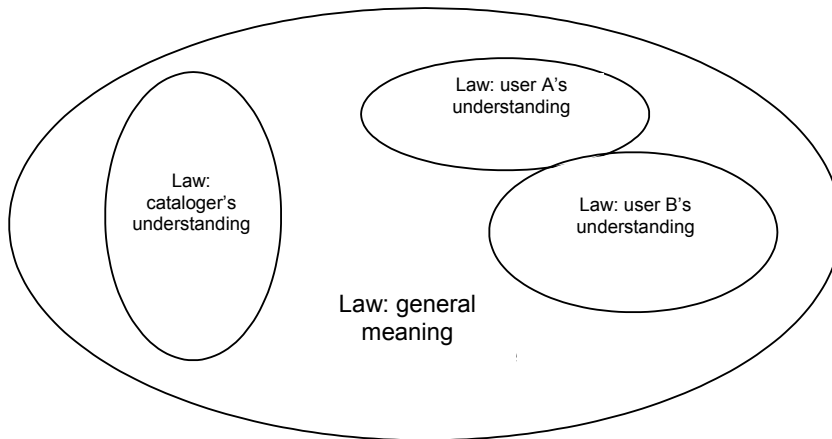 Law: user A’s
understanding
Law:
cataloger’s
understanding
Law: user B’s
understanding
Law: general
meaning